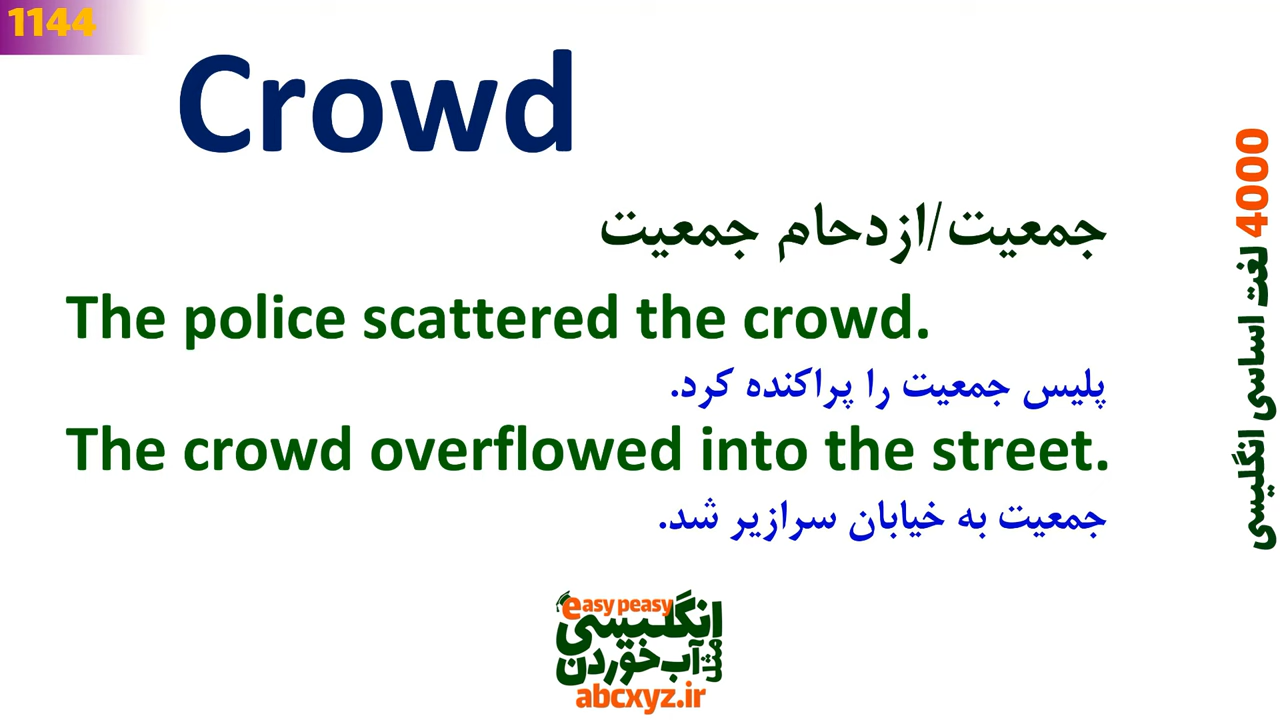 1144
Crowd
جمعیت/ازدحام جمعیت
The police scattered the crowd.
پلیس جمعیت را پراکنده کرد.
The crowd overflowed into the street.
جمعیت به خیابان سرازیر شد.
4000 لغت اساسی انگلیسی
easy peasy
انگلیسی
مثل آب خوردن
abcxyz.ir